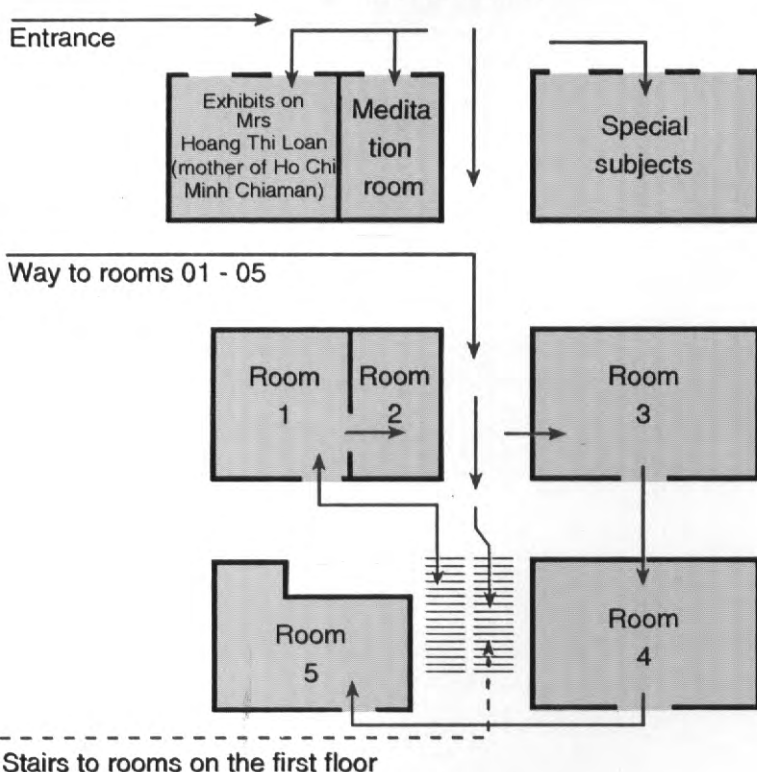 Entrance
Exhibits on
Mrs
Hoang Thi Loan
(mother of Ho Chi
Minh Chiaman)
Medita
tion
room
Special
subjects
Way to rooms 01 - 05
Room
1
Room
2
Room
3
Room
5
Room
4
Stairs to rooms on the first floor